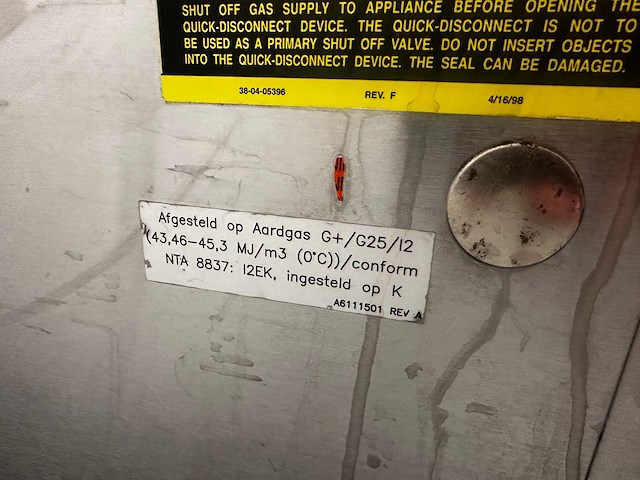 SHUT OFF GAS SUPPLY TO APPLIANCE BEFORE OPENING THE
QUICK-DISCONNECT DEVICE. THE QUICK-DISCONNECT IS NOT TO
BE USED AS A PRIMARY SHUT OFF VALVE. DO NOT INSERT OBJECTS
INTO THE QUICK-DISCONNECT DEVICE. THE SEAL CAN BE DAMAGED.
38-04-05396 REV. F 4/16/98
Afgesteld op Aardgas G+/G25/I2
(43,46-45,3 MJ/m3 (0°C))/conform
NTA 8837: I2EK, ingesteld op K
A6111501 REV A